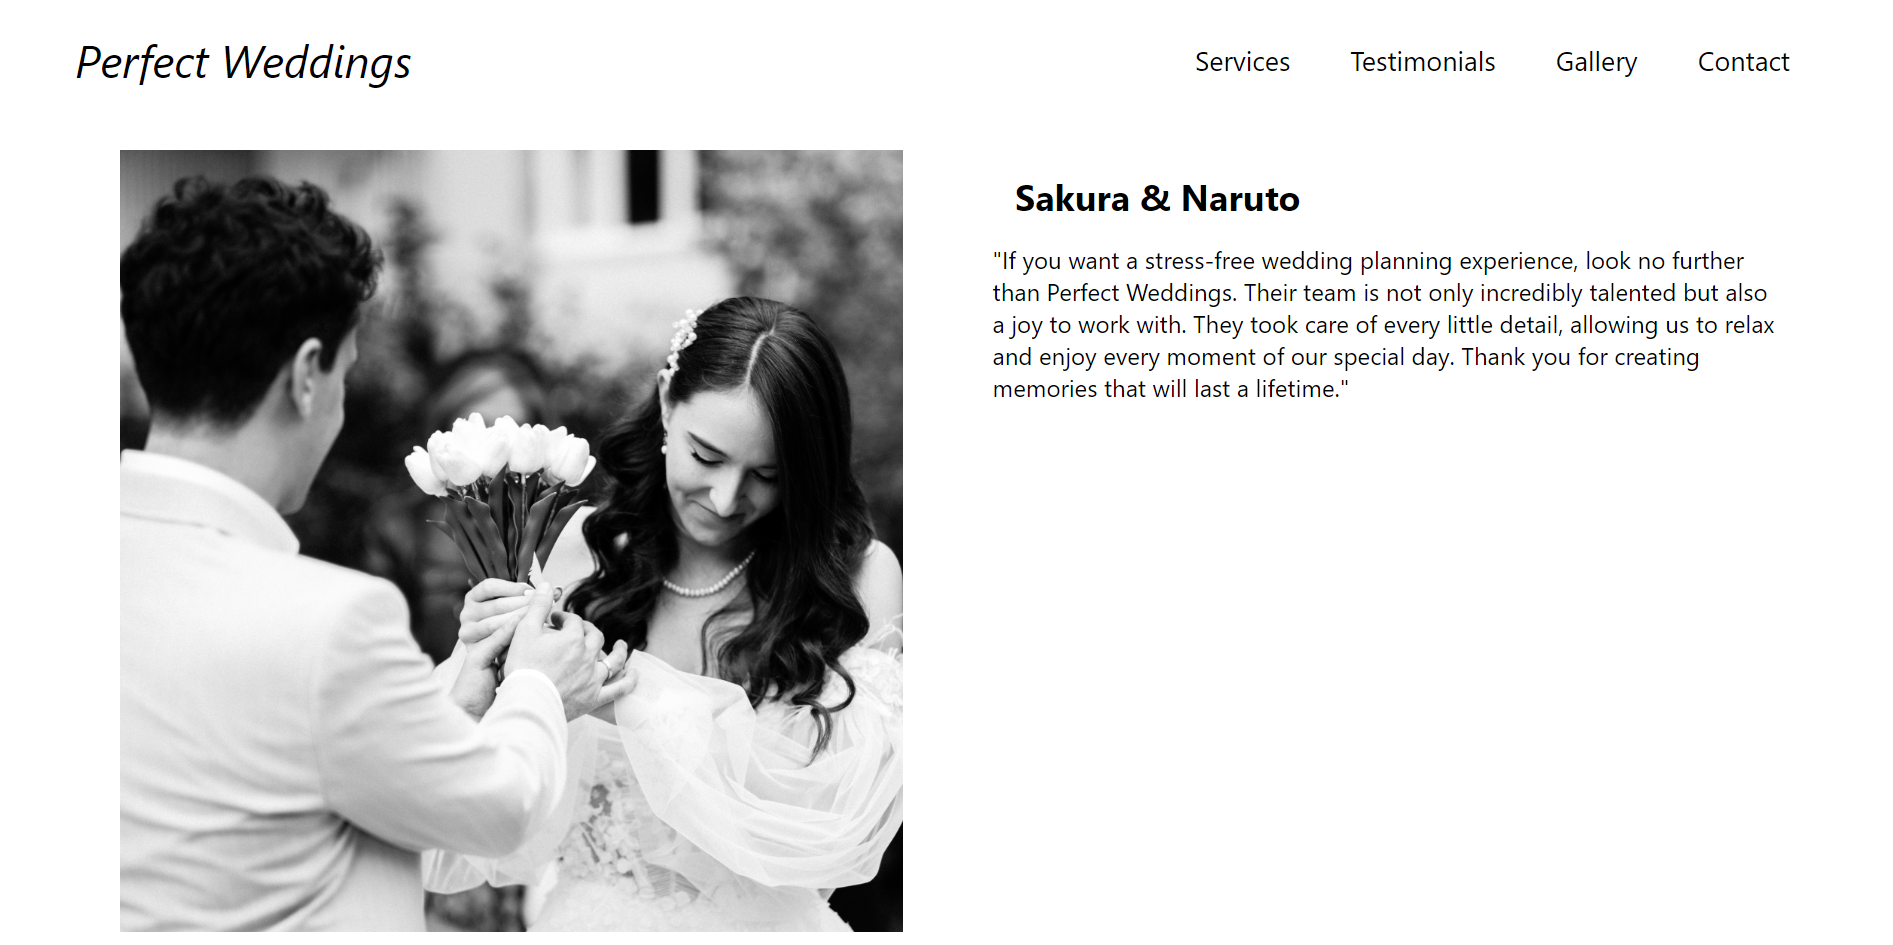 Perfect Weddings
Services Testimonials Gallery Contact
Sakura & Naruto
"If you want a stress-free wedding planning experience, look no further
than Perfect Weddings. Their team is not only incredibly talented but also
a joy to work with. They took care of every little detail, allowing us to relax
and enjoy every moment of our special day. Thank you for creating
memories that will last a lifetime."